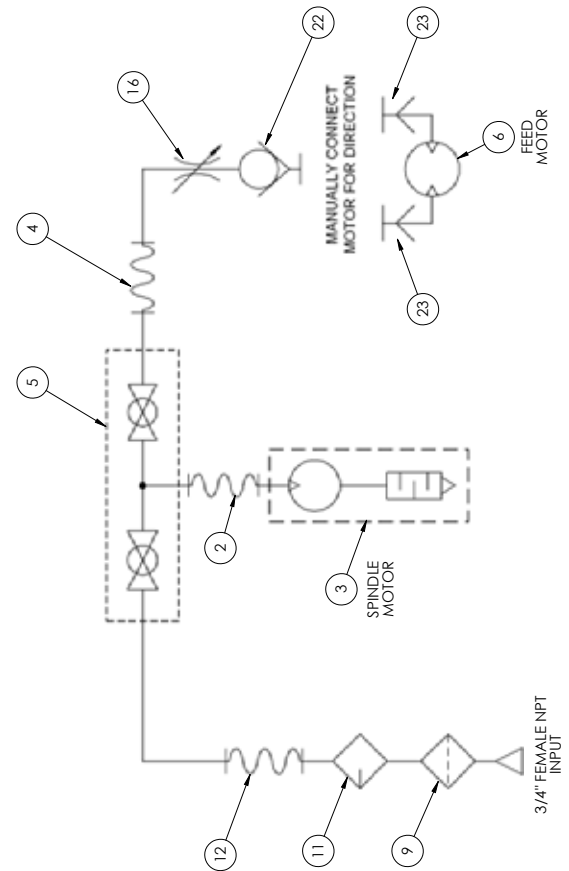 5
4
16
22
MANUALLY CONNECT
MOTOR FOR DIRECTION
23
23
6
FEED
MOTOR
2
3
SPINDLE
MOTOR
12
11
9
3/4" FEMALE NPT
INPUT